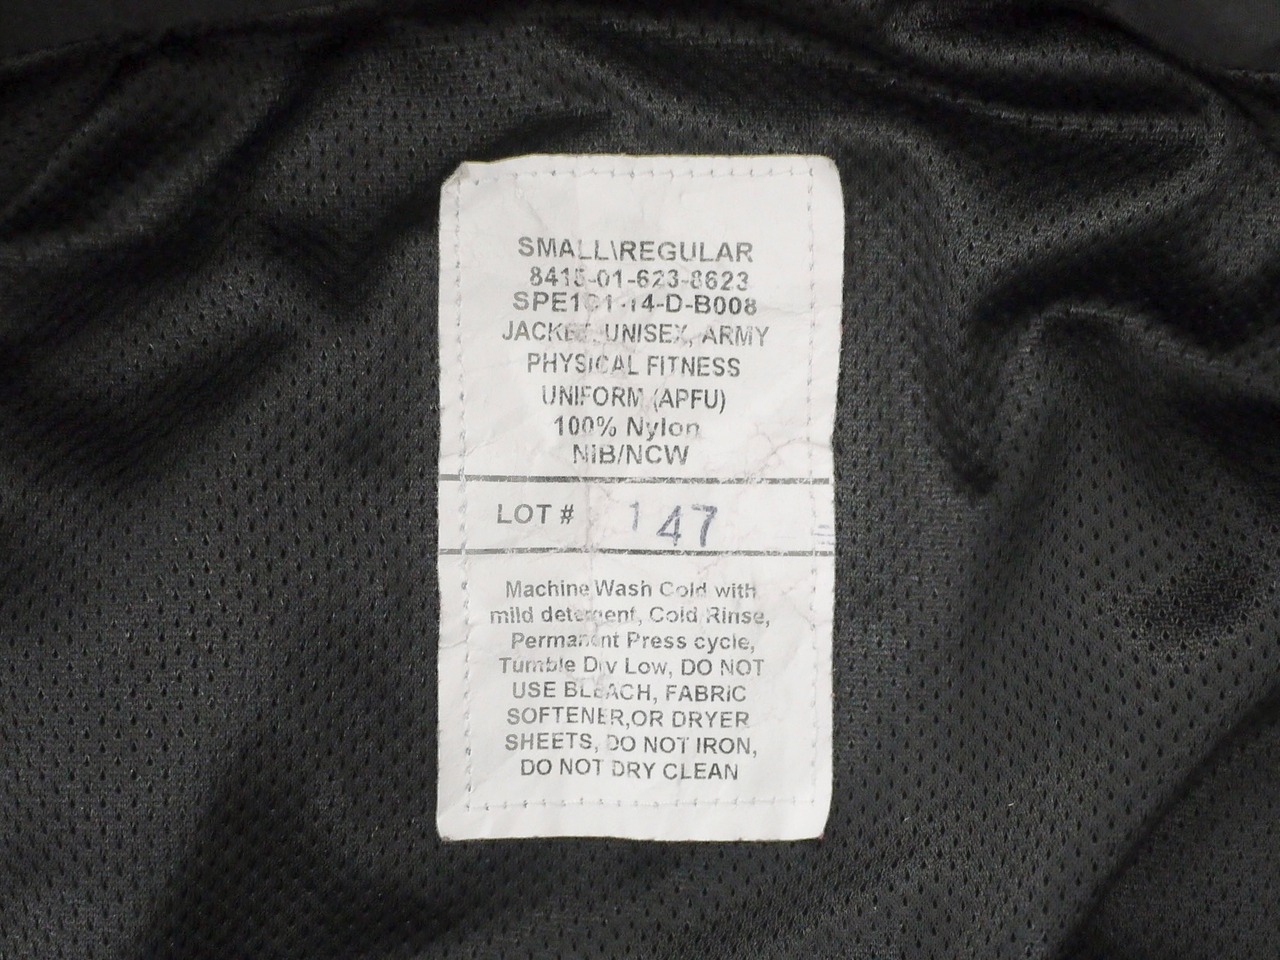 SMALL\REGULAR
8415-01-623-8623
SPE1C1-14-D-B008
JACKET, UNISEX, ARMY
PHYSICAL FITNESS
UNIFORM (APFU)
100% Nylon
NIB/NCW
LOT # 147
Machine Wash Cold with
mild detergent, Cold Rinse,
Permanent Press cycle,
Tumble Dry Low, DO NOT
USE BLEACH, FABRIC
SOFTENER,OR DRYER
SHEETS, DO NOT IRON,
DO NOT DRY CLEAN